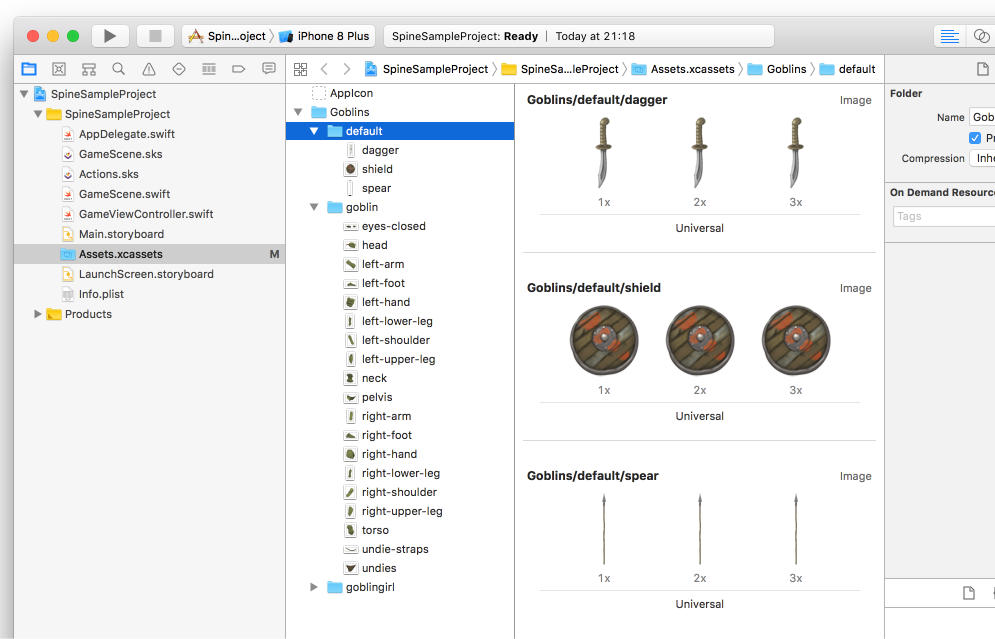 Spin...oject 〉 iPhone 8 Plus
SpineSampleProject: Ready | Today at 21:18
SpineSampleProject 〉 SpineSa...leProject 〉 Assets.xcassets 〉 Goblins 〉 default
SpineSampleProject
SpineSampleProject
AppDelegate.swift
GameScene.sks
Actions.sks
GameScene.swift
GameViewController.swift
Main.storyboard
Assets.xcassets M
LaunchScreen.storyboard
Info.plist
Products
AppIcon
Goblins
default
dagger
shield
spear
goblin
eyes-closed
head
left-arm
left-foot
left-hand
left-lower-leg
left-shoulder
left-upper-leg
neck
pelvis
right-arm
right-foot
right-hand
right-lower-leg
right-shoulder
right-upper-leg
torso
undie-straps
undies
goblingirl
Goblins/default/dagger Image
1x 2x 3x
Universal
Goblins/default/shield Image
1x 2x 3x
Universal
Goblins/default/spear Image
1x 2x 3x
Universal
Folder
Name Gob
Pr
Compression Inhe
On Demand Resourc
Tags